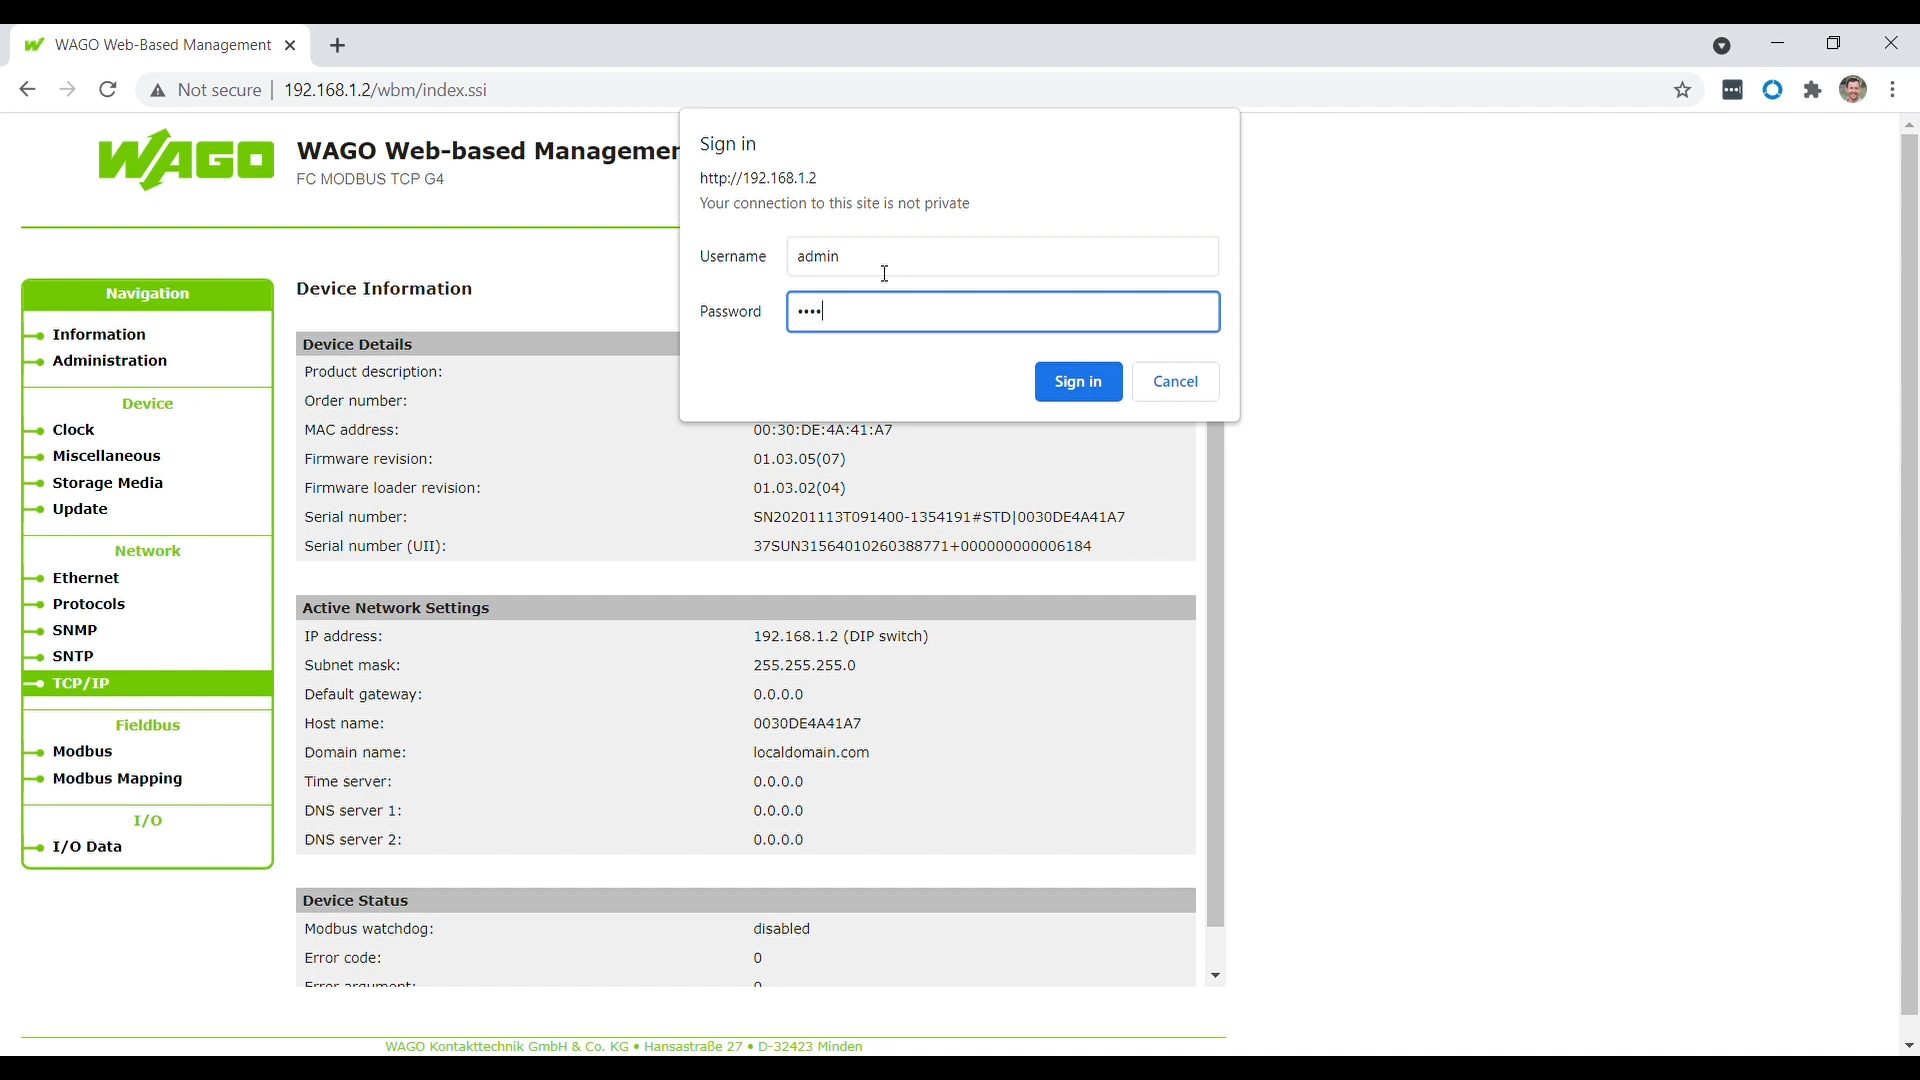 WAGO Web-Based Management
Not secure | 192.168.1.2/wbm/index.ssi
WAGO
WAGO Web-based Managemen
FC MODBUS TCP G4
Sign in
http://192.168.1.2
Your connection to this site is not private
Username admin
Password ••••
Sign in Cancel
Navigation
Information
Administration
Device
Clock
Miscellaneous
Storage Media
Update
Network
Ethernet
Protocols
SNMP
SNTP
TCP/IP
Fieldbus
Modbus
Modbus Mapping
I/O
I/O Data
Device Information
Device Details
Product description:
Order number:
MAC address: 00:30:DE:4A:41:A7
Firmware revision: 01.03.05(07)
Firmware loader revision: 01.03.02(04)
Serial number: SN20201113T091400-1354191#STD|0030DE4A41A7
Serial number (UII): 37SUN31564010260388771+000000000006184
Active Network Settings
IP address: 192.168.1.2 (DIP switch)
Subnet mask: 255.255.255.0
Default gateway: 0.0.0.0
Host name: 0030DE4A41A7
Domain name: localdomain.com
Time server: 0.0.0.0
DNS server 1: 0.0.0.0
DNS server 2: 0.0.0.0
Device Status
Modbus watchdog: disabled
Error code: 0
Error argument: 0
WAGO Kontakttechnik GmbH & Co. KG • Hansastraße 27 • D-32423 Minden